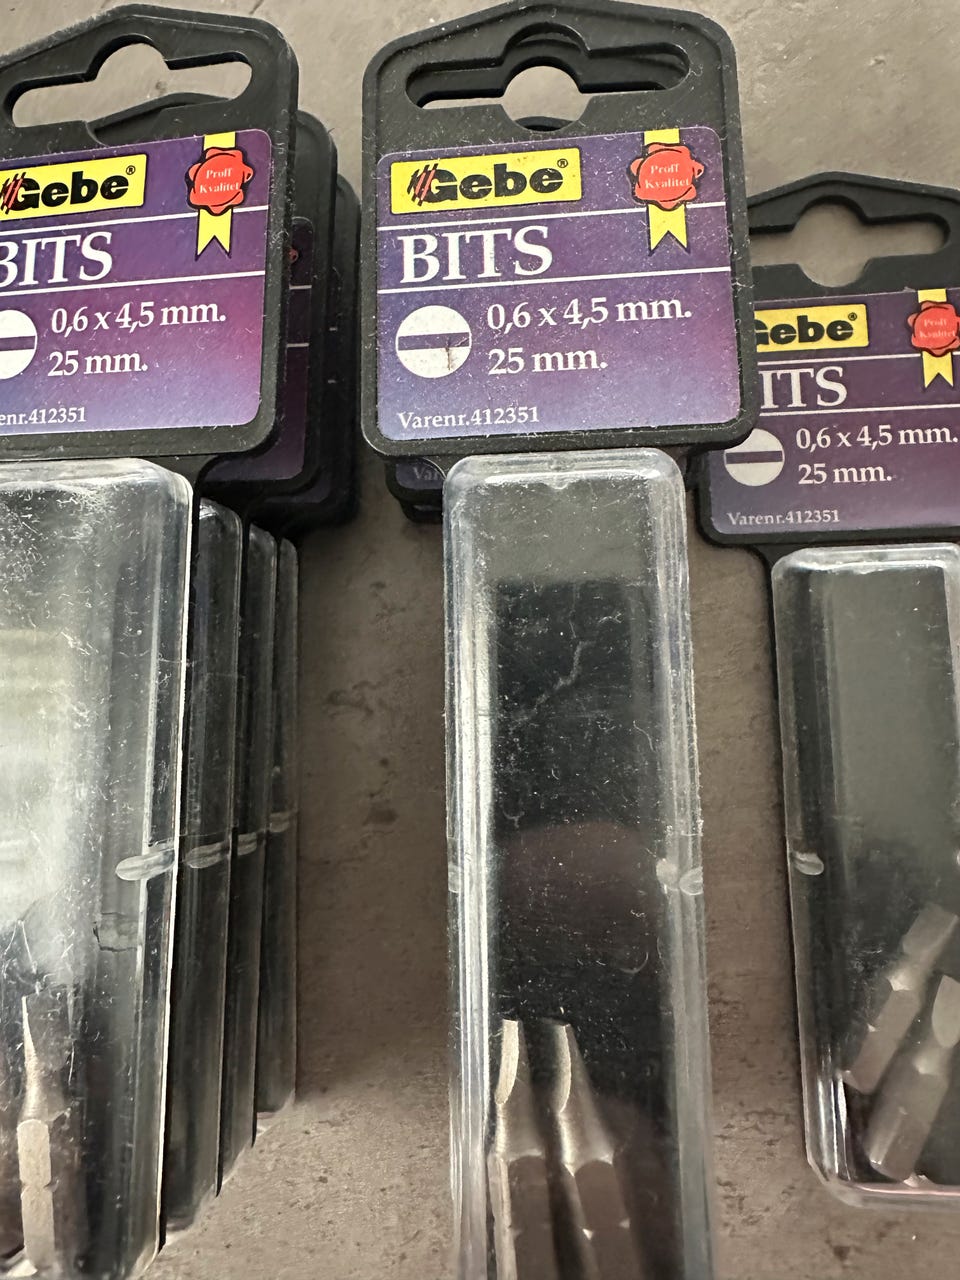 Gebe®
Proff
Kvalitet
BITS
0,6 x 4,5 mm.
25 mm.
enr.412351
Gebe®
Proff
Kvalitet
BITS
0,6 x 4,5 mm.
25 mm.
Varenr.412351
Gebe®
Proff
Kvalitet
ITS
0,6 x 4,5 mm.
25 mm.
Varenr.412351
Va